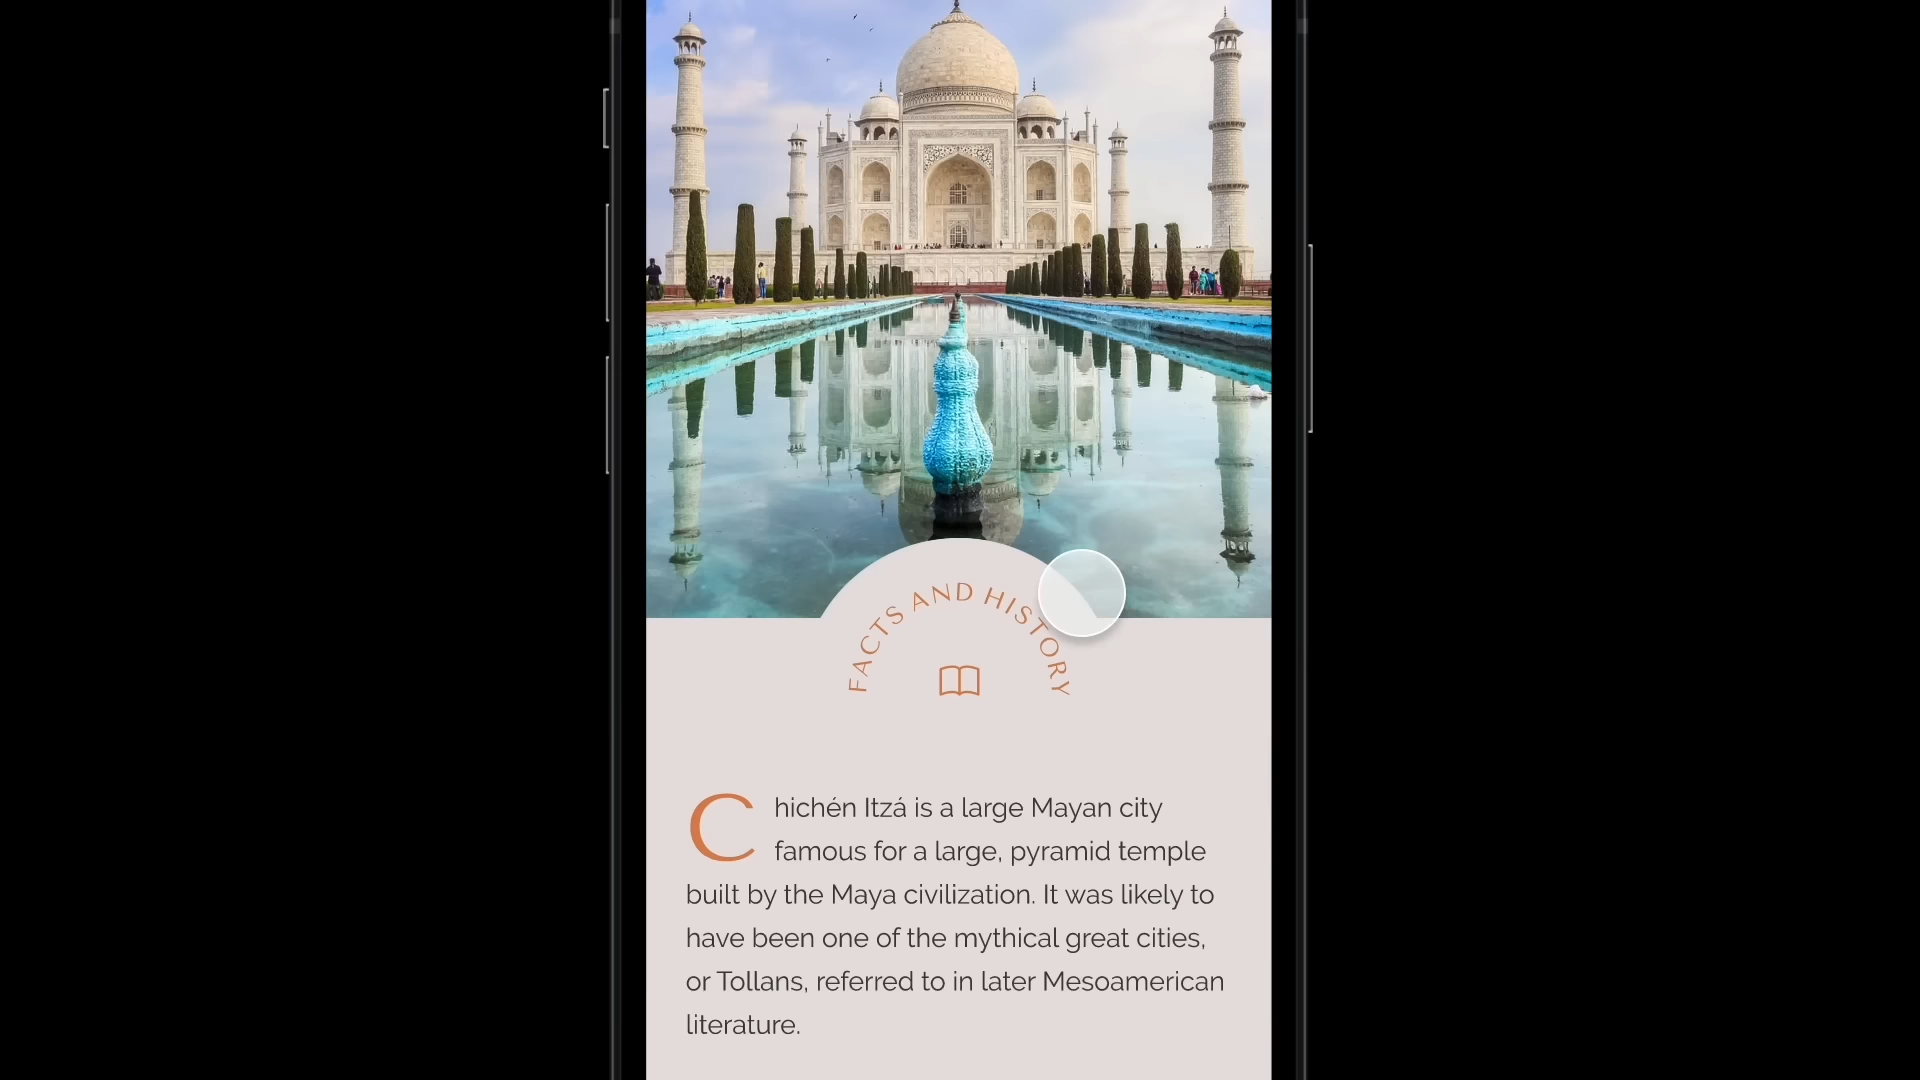 FACTS AND HISTORY
Chichén Itzá is a large Mayan city
famous for a large, pyramid temple
built by the Maya civilization. It was likely to
have been one of the mythical great cities,
or Tollans, referred to in later Mesoamerican
literature.